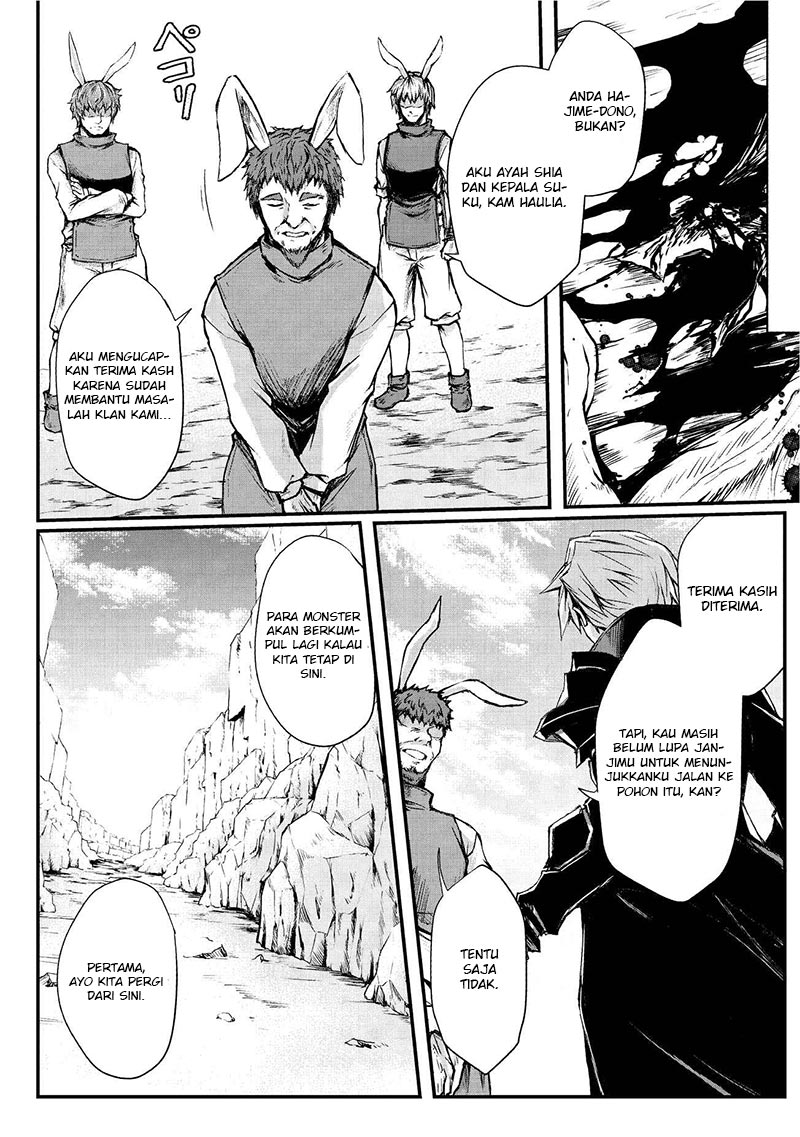 ANDA HA-
JIME-DONO,
BUKAN?
AKU AYAH SHIA
DAN KEPALA SU-
KU, KAM HAULIA.
ペコリ
AKU MENGUCAP-
KAN TERIMA KASH
KARENA SUDAH
MEMBANTU MASA-
LAH KLAN KAMI...
TERIMA KASIH
DITERIMA.
TAPI, KAU MASIH
BELUM LUPA JAN-
JIMU UNTUK MENUN-
JUKKANKU JALAN KE
POHON ITU, KAN?
TENTU
SAJA
TIDAK.
PARA MONSTER
AKAN BERKUM-
PUL LAGI KALAU
KITA TETAP DI
SINI.
PERTAMA,
AYO KITA PERGI
DARI SINI.